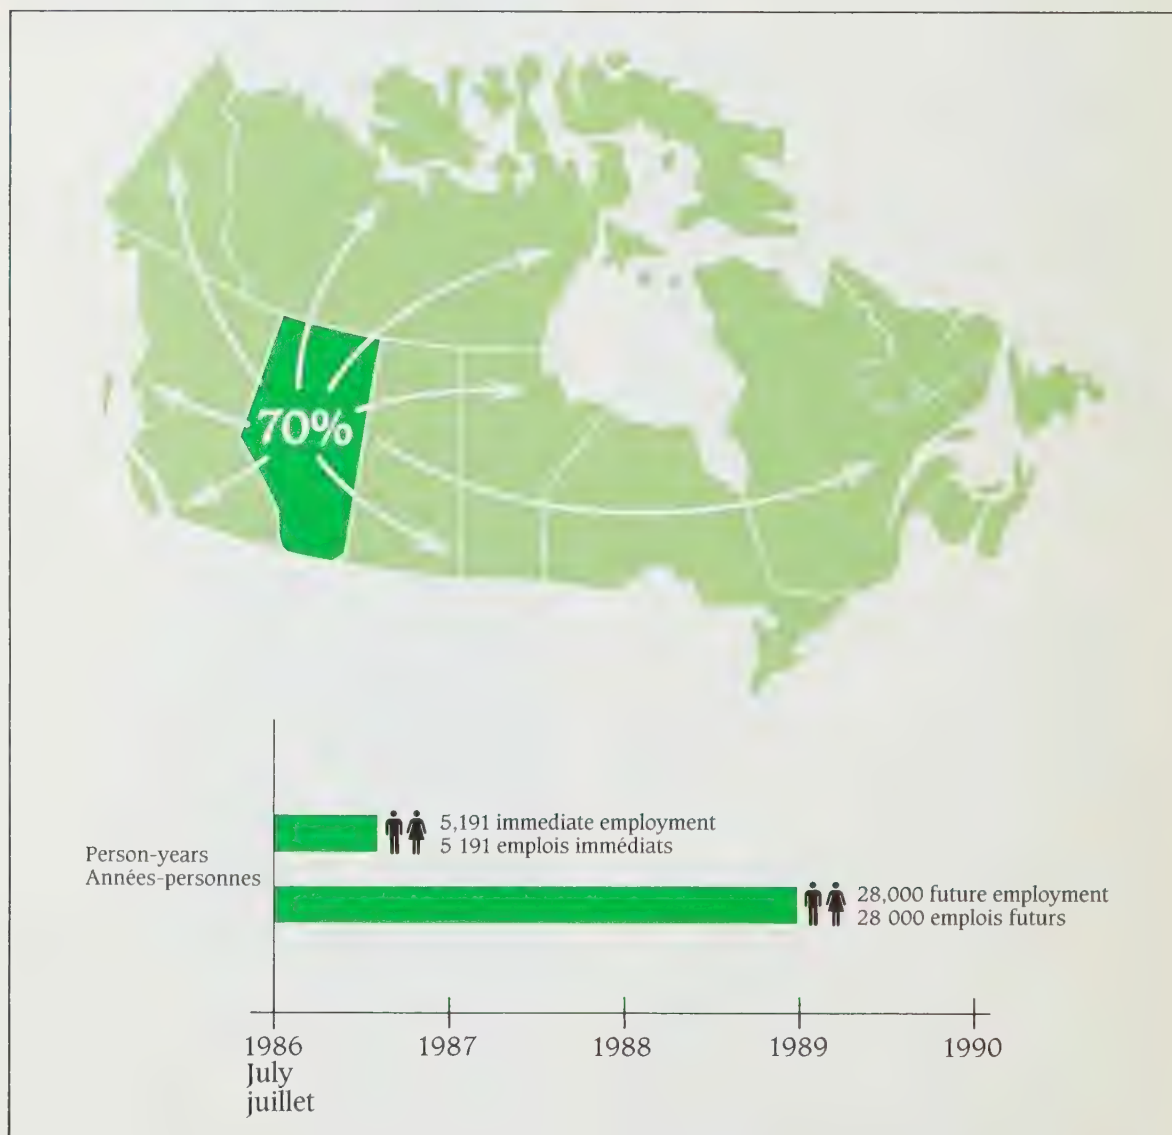 70%
5,191 immediate employment
5 191 emplois immédiats
Person-years
Années-personnes
28,000 future employment
28 000 emplois futurs
1986
July
juillet
1987
1988
1989
1990